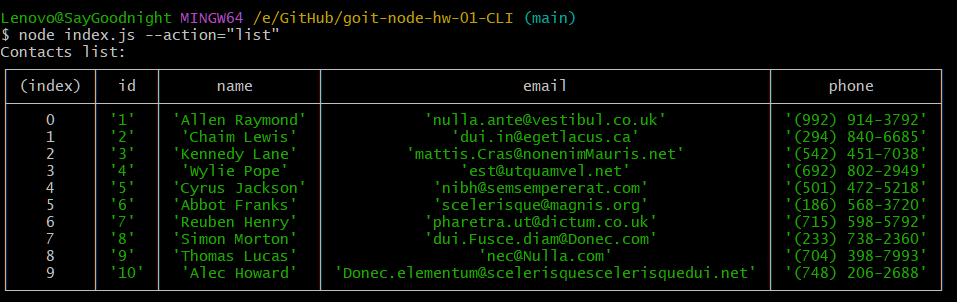 Lenovo@SayGoodnight MINGW64 /e/GitHub/goit-node-hw-01-CLI (main)
$ node index.js --action="list"
Contacts list:
(index) id name email phone
0 '1' 'Allen Raymond' 'nulla.ante@vestibul.co.uk' '(992) 914-3792'
1 '2' 'Chaim Lewis' 'dui.in@egetlacus.ca' '(294) 840-6685'
2 '3' 'Kennedy Lane' 'mattis.Cras@nonenimMauris.net' '(542) 451-7038'
3 '4' 'Wylie Pope' 'est@utquamvel.net' '(692) 802-2949'
4 '5' 'Cyrus Jackson' 'nibh@semsempererat.com' '(501) 472-5218'
5 '6' 'Abbot Franks' 'scelerisque@magnis.org' '(186) 568-3720'
6 '7' 'Reuben Henry' 'pharetra.ut@dictum.co.uk' '(715) 598-5792'
7 '8' 'Simon Morton' 'dui.Fusce.diam@Donec.com' '(233) 738-2360'
8 '9' 'Thomas Lucas' 'nec@Nulla.com' '(704) 398-7993'
9 '10' 'Alec Howard' 'Donec.elementum@scelerisquescelerisquedui.net' '(748) 206-2688'